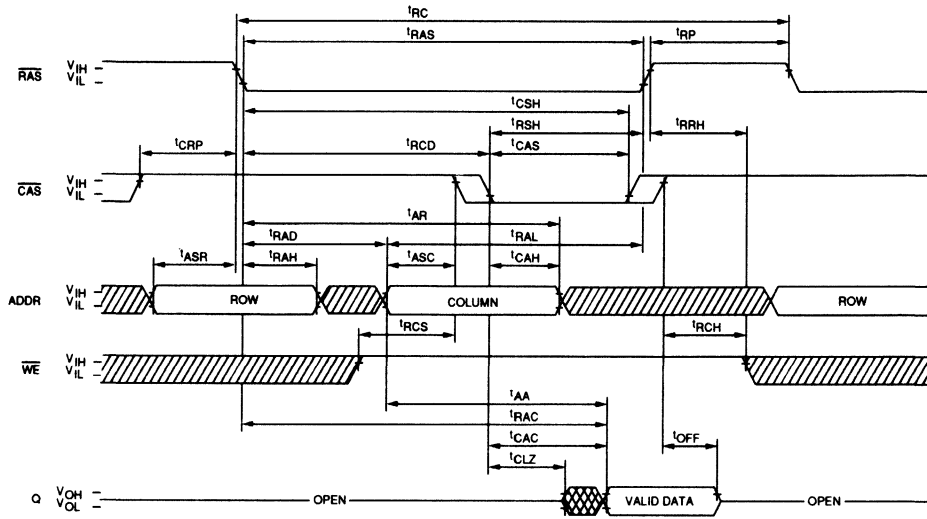 tRC
tRAS
tRP
RAS
VIH
VIL
tCSH
tRSH
tRRH
tCRP
tRCD
tCAS
CAS
VIH
VIL
tAR
tRAD
tRAL
tASR
tRAH
tASC
tCAH
ADDR
VIH
VIL
ROW
COLUMN
ROW
tRCS
tRCH
WE
VIH
VIL
tAA
tRAC
tCAC
tOFF
tCLZ
Q
VOH
VOL
OPEN
VALID DATA
OPEN